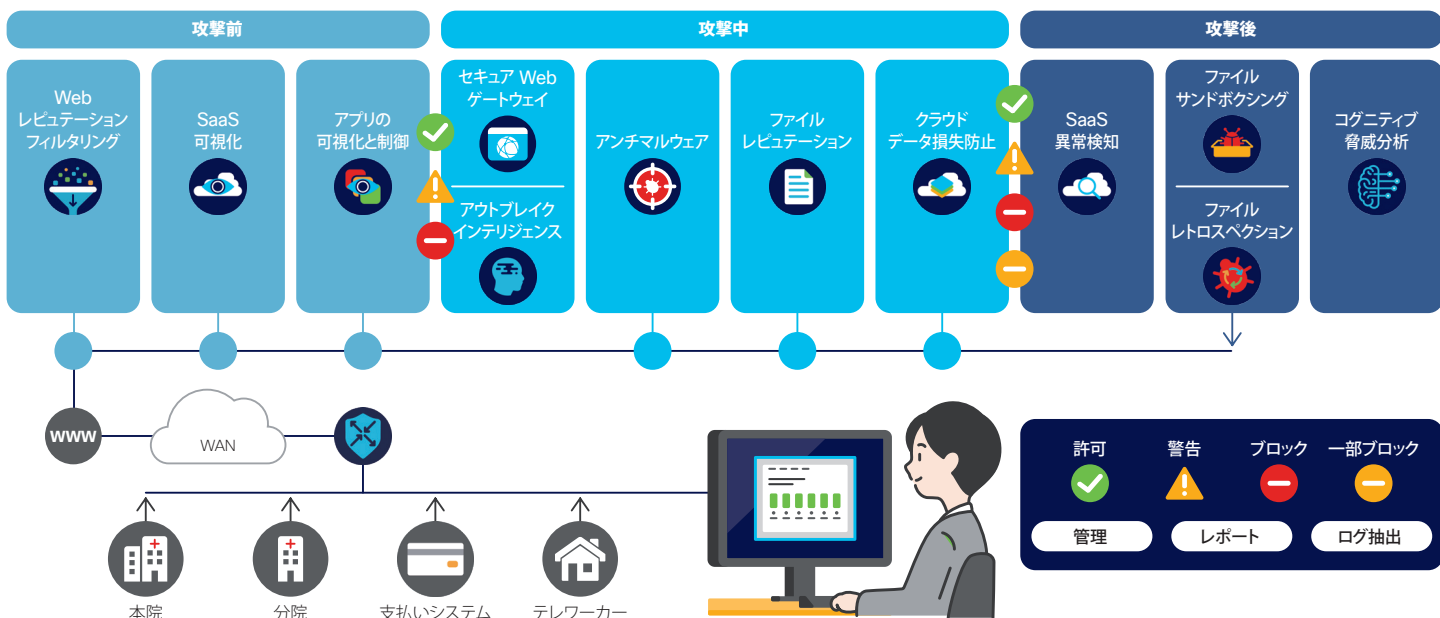 攻撃前
攻撃中
攻撃後
Web
レピュテーション
フィルタリング
SaaS
可視化
アプリの
可視化と制御
セキュア Web
ゲートウェイ
アウトブレイク
インテリジェンス
アンチマルウェア
ファイル
レピュテーション
クラウド
データ損失防止
SaaS
異常検知
ファイル
サンドボクシング
ファイル
レトロスペクション
コグニティブ
脅威分析
www
WAN
本院
分院
支払いシステム
テレワーカー
許可
警告
ブロック
一部ブロック
管理
レポート
ログ抽出